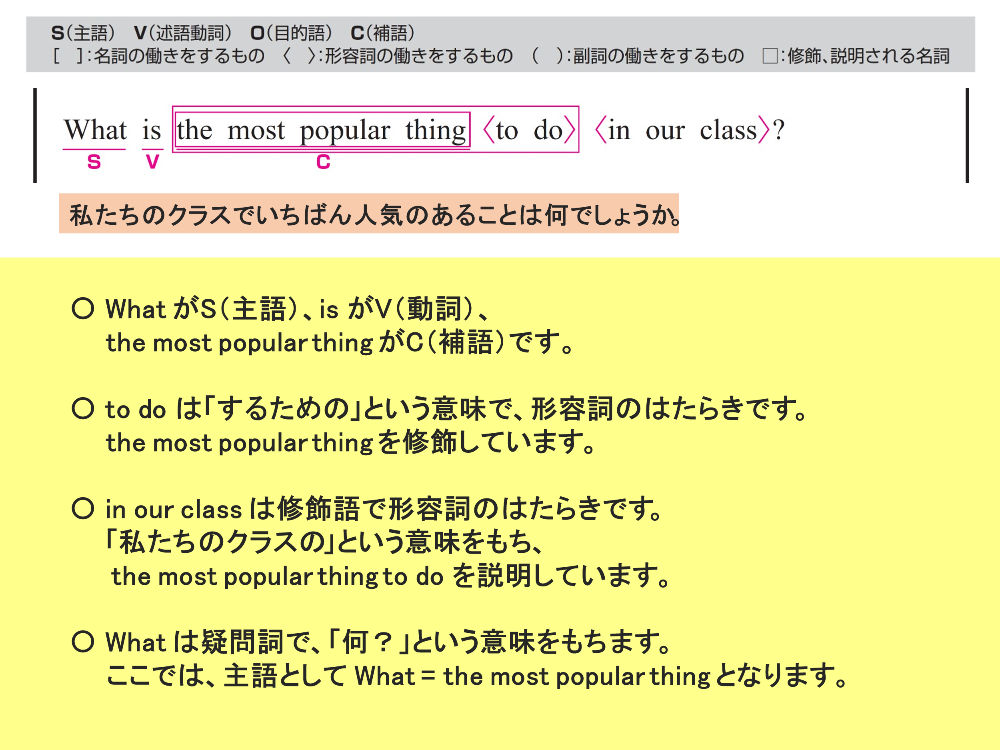 S（主語）　V（述語動詞）　O（目的語）　C（補語）
[　]：名詞の働きをするもの　〈　〉：形容詞の働きをするもの　（　）：副詞の働きをするもの　□：修飾、説明される名詞
What is the most popular thing 〈to do〉 〈in our class〉?
S V C
私たちのクラスでいちばん人気のあることは何でしょうか。
○ What がS（主語）、is がV（動詞）、
the most popular thing がC（補語）です。
○ to do は「するための」という意味で、形容詞のはたらきです。
the most popular thing を修飾しています。
○ in our class は修飾語で形容詞のはたらきです。
「私たちのクラスの」という意味をもち、
the most popular thing to do を説明しています。
○ What は疑問詞で、「何？」という意味をもちます。
ここでは、主語として What = the most popular thing となります。